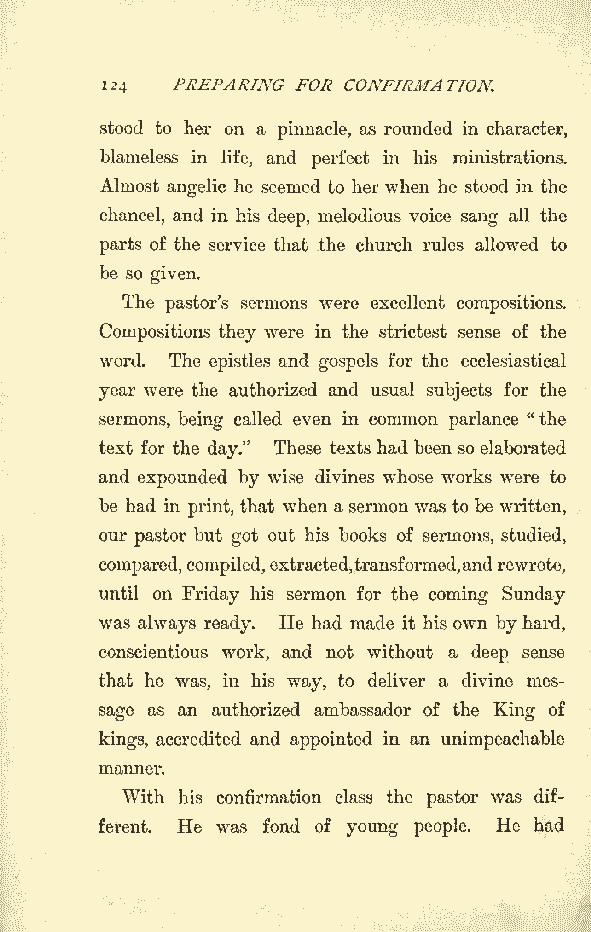 124 PREPARING FOR CONFIRMATION.
stood to her on a pinnacle, as rounded in character,
blameless in life, and perfect in his ministrations.
Almost angelic he seemed to her when he stood in the
chancel, and in his deep, melodious voice sang all the
parts of the service that the church rules allowed to
be so given.
The pastor's sermons were excellent compositions.
Compositions they were in the strictest sense of the
word. The epistles and gospels for the ecclesiastical
year were the authorized and usual subjects for the
sermons, being called even in common parlance "the
text for the day." These texts had been so elaborated
and expounded by wise divines whose works were to
be had in print, that when a sermon was to be written,
our pastor but got out his books of sermons, studied,
compared, compiled, extracted, transformed, and rewrote,
until on Friday his sermon for the coming Sunday
was always ready. He had made it his own by hard,
conscientious work, and not without a deep sense
that he was, in his way, to deliver a divine mes-
sage as an authorized ambassador of the King of
kings, accredited and appointed in an unimpeachable
manner.
With his confirmation class the pastor was dif-
ferent. He was fond of young people. He had